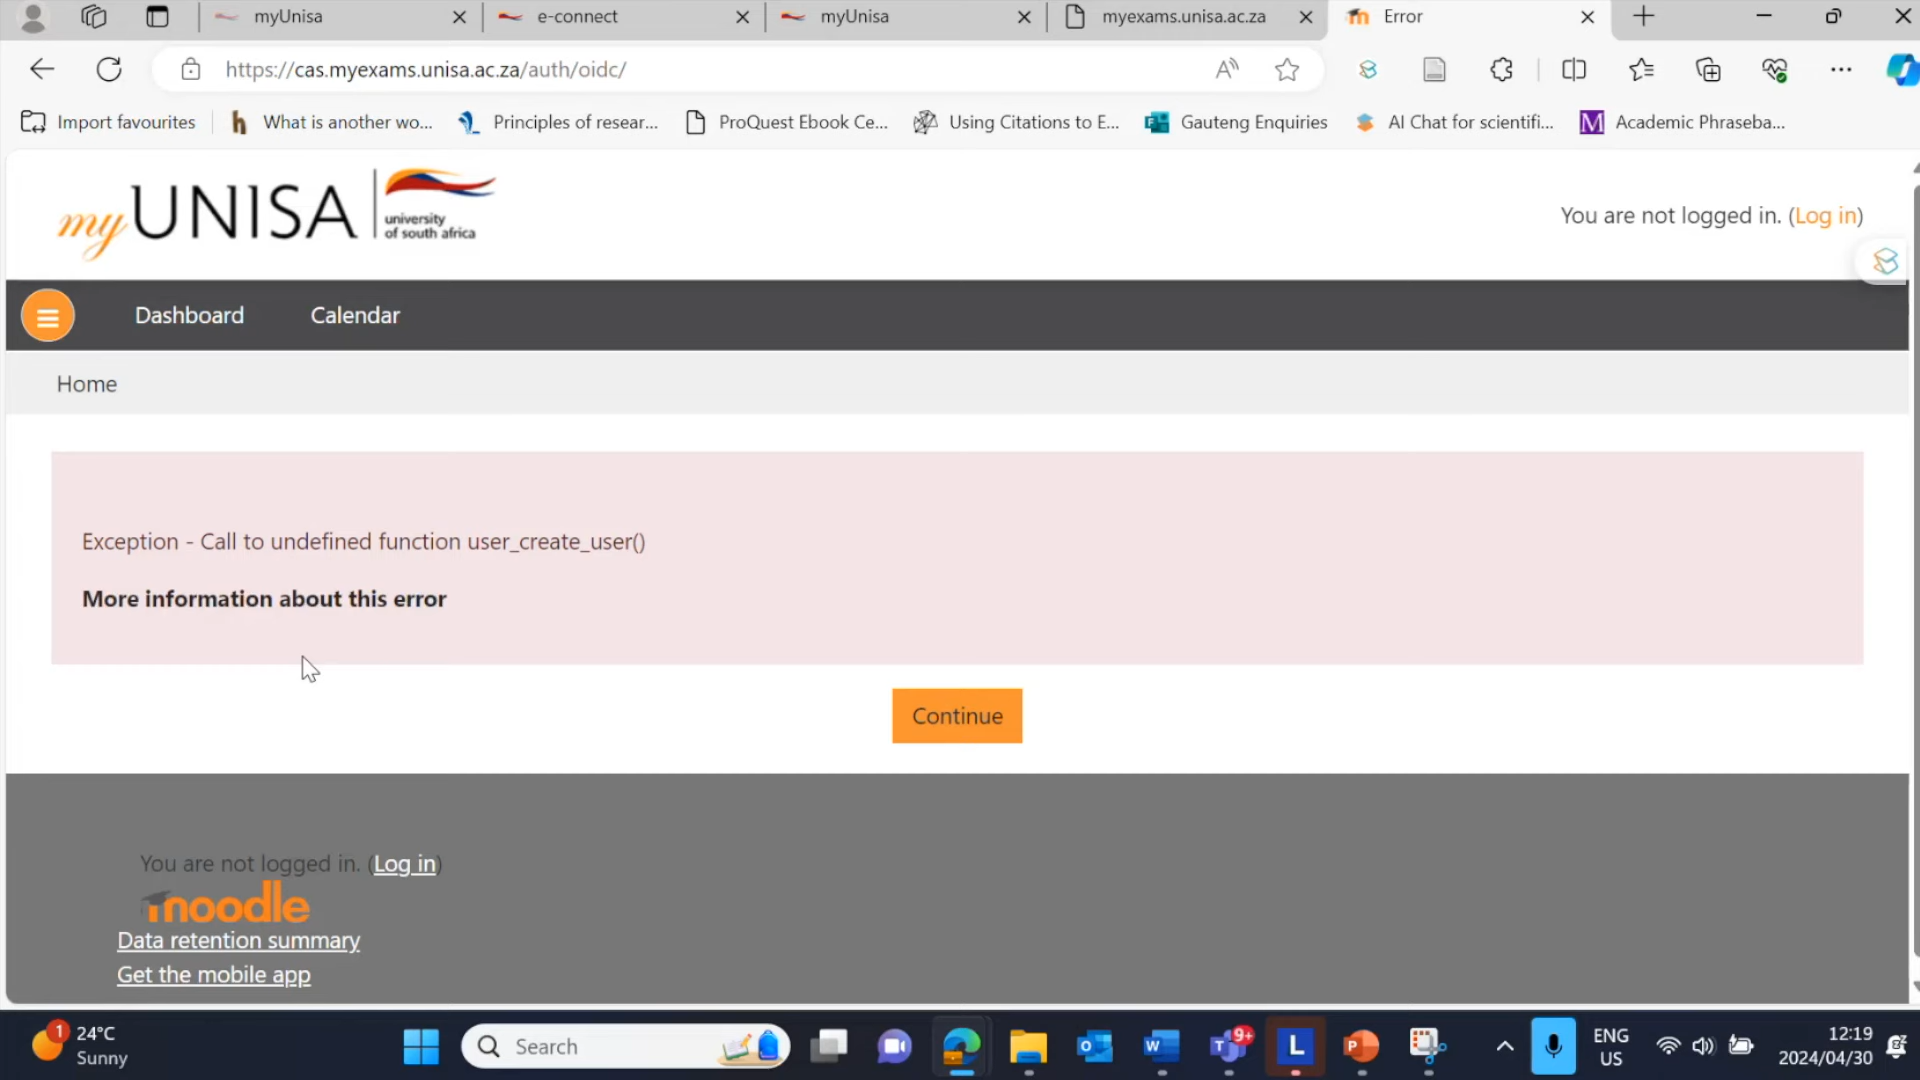 myUnisa
e-connect
myUnisa
myexams.unisa.ac.za
Error
https://cas.myexams.unisa.ac.za/auth/oidc/
Import favourites
What is another wo...
Principles of resear...
ProQuest Ebook Ce...
Using Citations to E...
Gauteng Enquiries
AI Chat for scientifi...
Academic Phraseba...
my UNISA
university
of south africa
You are not logged in. (Log in)
Dashboard
Calendar
Home
Exception - Call to undefined function user_create_user()
More information about this error
Continue
You are not logged in. (Log in)
moodle
Data retention summary
Get the mobile app
1
24°C
Sunny
Search
W
T
9+
L
P
ENG
US
12:19
2024/04/30